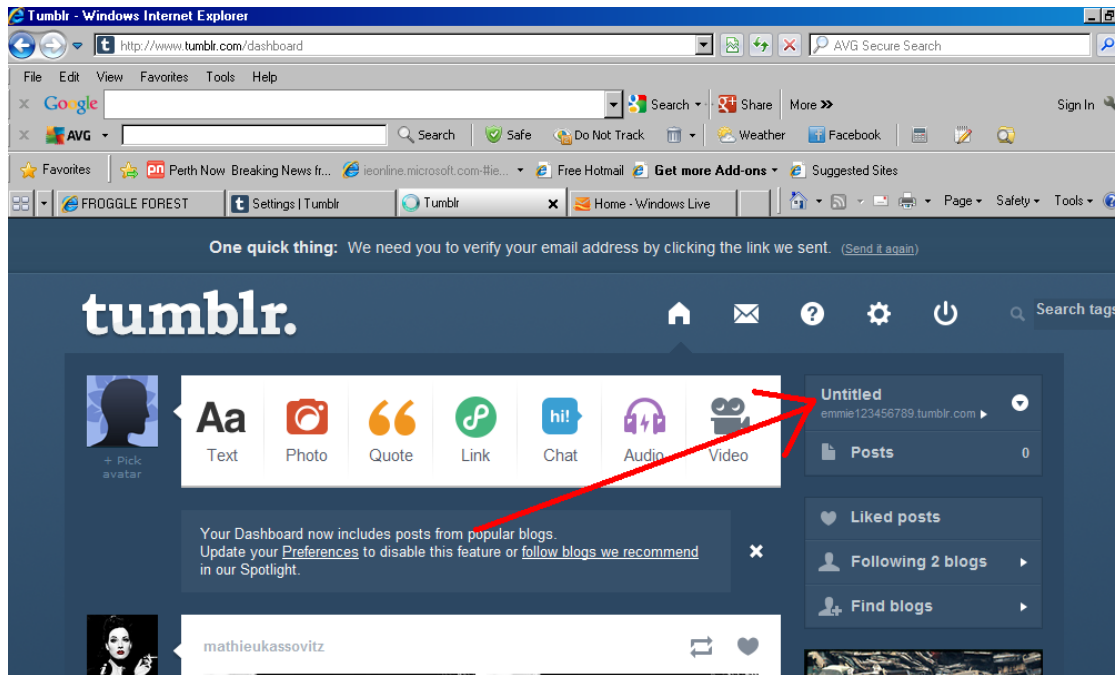 Tumblr - Windows Internet Explorer
http://www.tumblr.com/dashboard
AVG Secure Search
File Edit View Favorites Tools Help
x Google Search Share More >> Sign In
x AVG Search Safe Do Not Track Weather Facebook
Favorites Perth Now Breaking News fr... ieonline.microsoft.com-#ie... Free Hotmail Get more Add-ons Suggested Sites
FROGGLE FOREST Settings | Tumblr Tumblr x Home - Windows Live Page Safety Tools
One quick thing: We need you to verify your email address by clicking the link we sent. (Send it again)
tumblr.
Search tags
Aa
hi!
Text Photo Quote Link Chat Audio Video
+ Pick
avatar
Untitled
emmie123456789.tumblr.com
Posts 0
Your Dashboard now includes posts from popular blogs.
Update your Preferences to disable this feature or follow blogs we recommend
in our Spotlight.
Liked posts
Following 2 blogs
Find blogs
mathieukassovitz